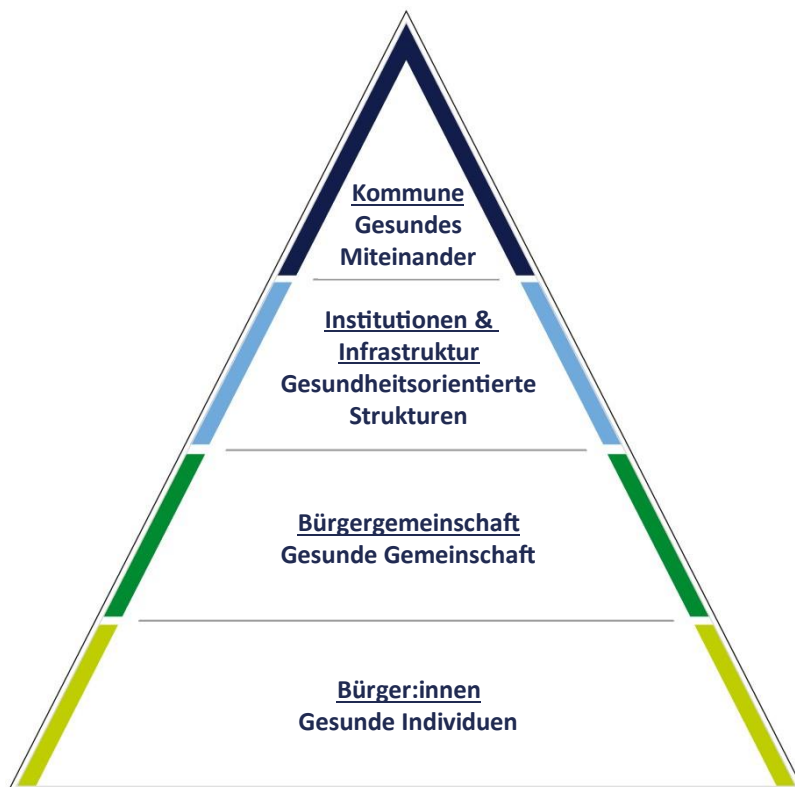 Kommune
Gesundes
Miteinander
Institutionen &
Infrastruktur
Gesundheitsorientierte
Strukturen
Bürgergemeinschaft
Gesunde Gemeinschaft
Bürger:innen
Gesunde Individuen